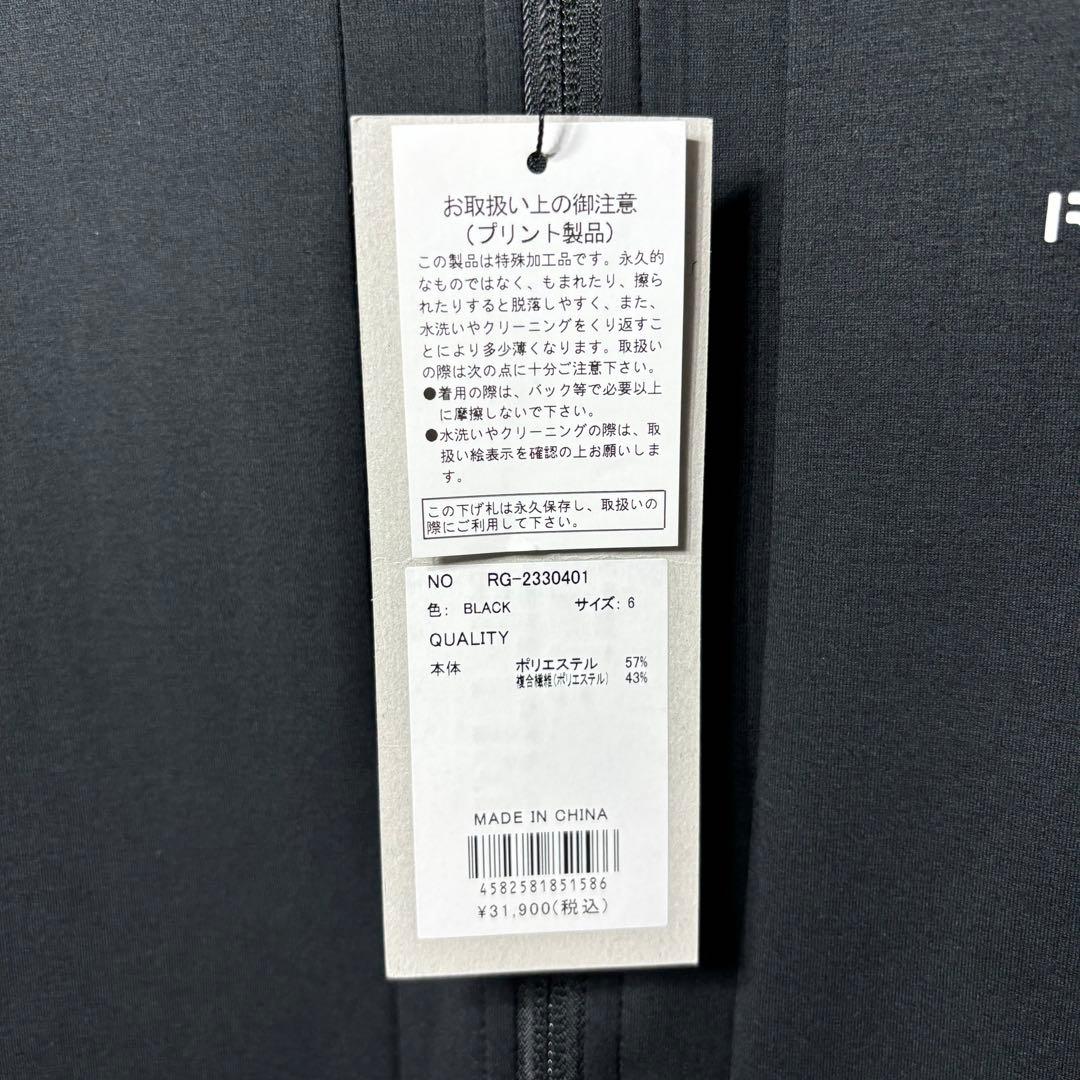 お取扱い上の御注意
(プリント製品)
この製品は特殊加工品です。永久的
なものではなく、もまれたり、擦ら
れたりすると脱落しやすく、また、
水洗いやクリーニングをくり返すこ
とにより多少薄くなります。取扱い
の際は次の点に十分ご注意下さい。
●着用の際は、バック等で必要以上
に摩擦しないで下さい。
●水洗いやクリーニングの際は、取
扱い絵表示を確認の上お願いしま
す。
この下げ札は永久保存し、取扱いの
際にご利用して下さい。
NO RG-2330401
色: BLACK サイズ: 6
QUALITY
本体 ポリエステル 57%
複合繊維(ポリエステル) 43%
MADE IN CHINA
4582581851586
¥31,900(税込)